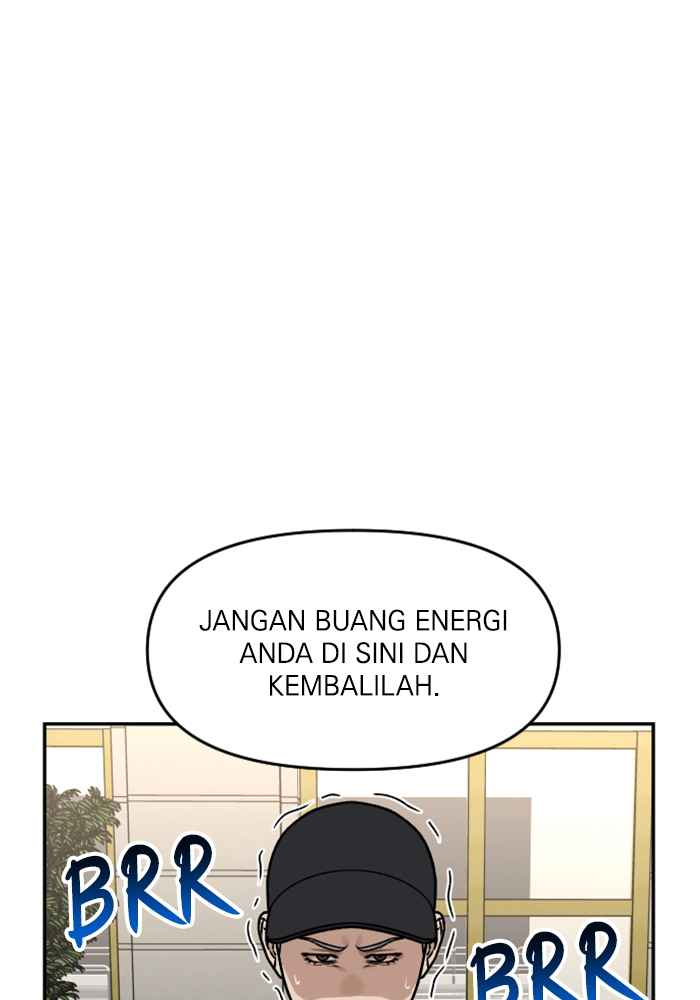 JANGAN BUANG ENERGI
ANDA DI SINI DAN
KEMBALILAH.
BRR
BRR